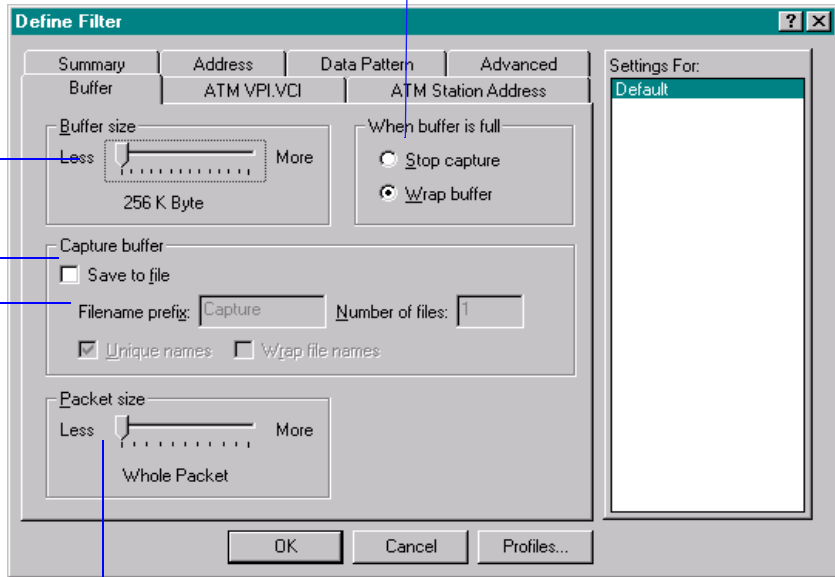 Define Filter
Summary Address Data Pattern Advanced
Buffer ATM VPI.VCI ATM Station Address
Settings For:
Default
Buffer size
Less More
256 K Byte
When buffer is full
Stop capture
Wrap buffer
Capture buffer
Save to file
Filename prefix: Capture Number of files: 1
Unique names Wrap file names
Packet size
Less More
Whole Packet
OK Cancel Profiles...